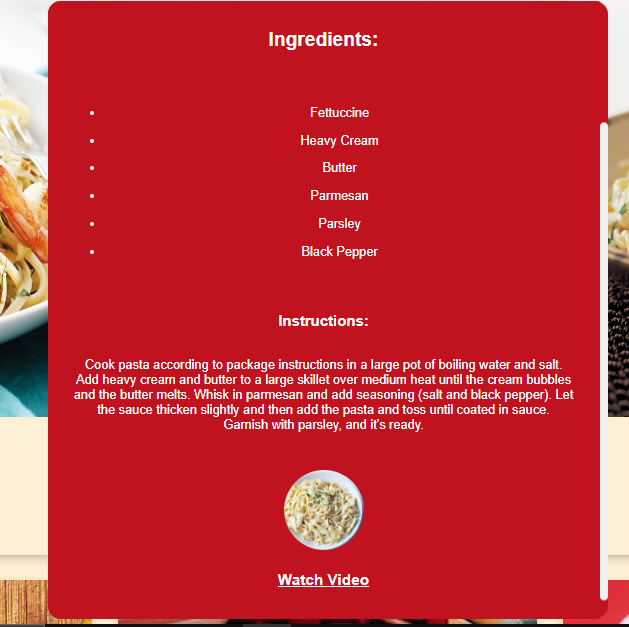 Ingredients:
Fettuccine
Heavy Cream
Butter
Parmesan
Parsley
Black Pepper
Instructions:
Cook pasta according to package instructions in a large pot of boiling water and salt.
Add heavy cream and butter to a large skillet over medium heat until the cream bubbles
and the butter melts. Whisk in parmesan and add seasoning (salt and black pepper). Let
the sauce thicken slightly and then add the pasta and toss until coated in sauce.
Garnish with parsley, and it's ready.
Watch Video